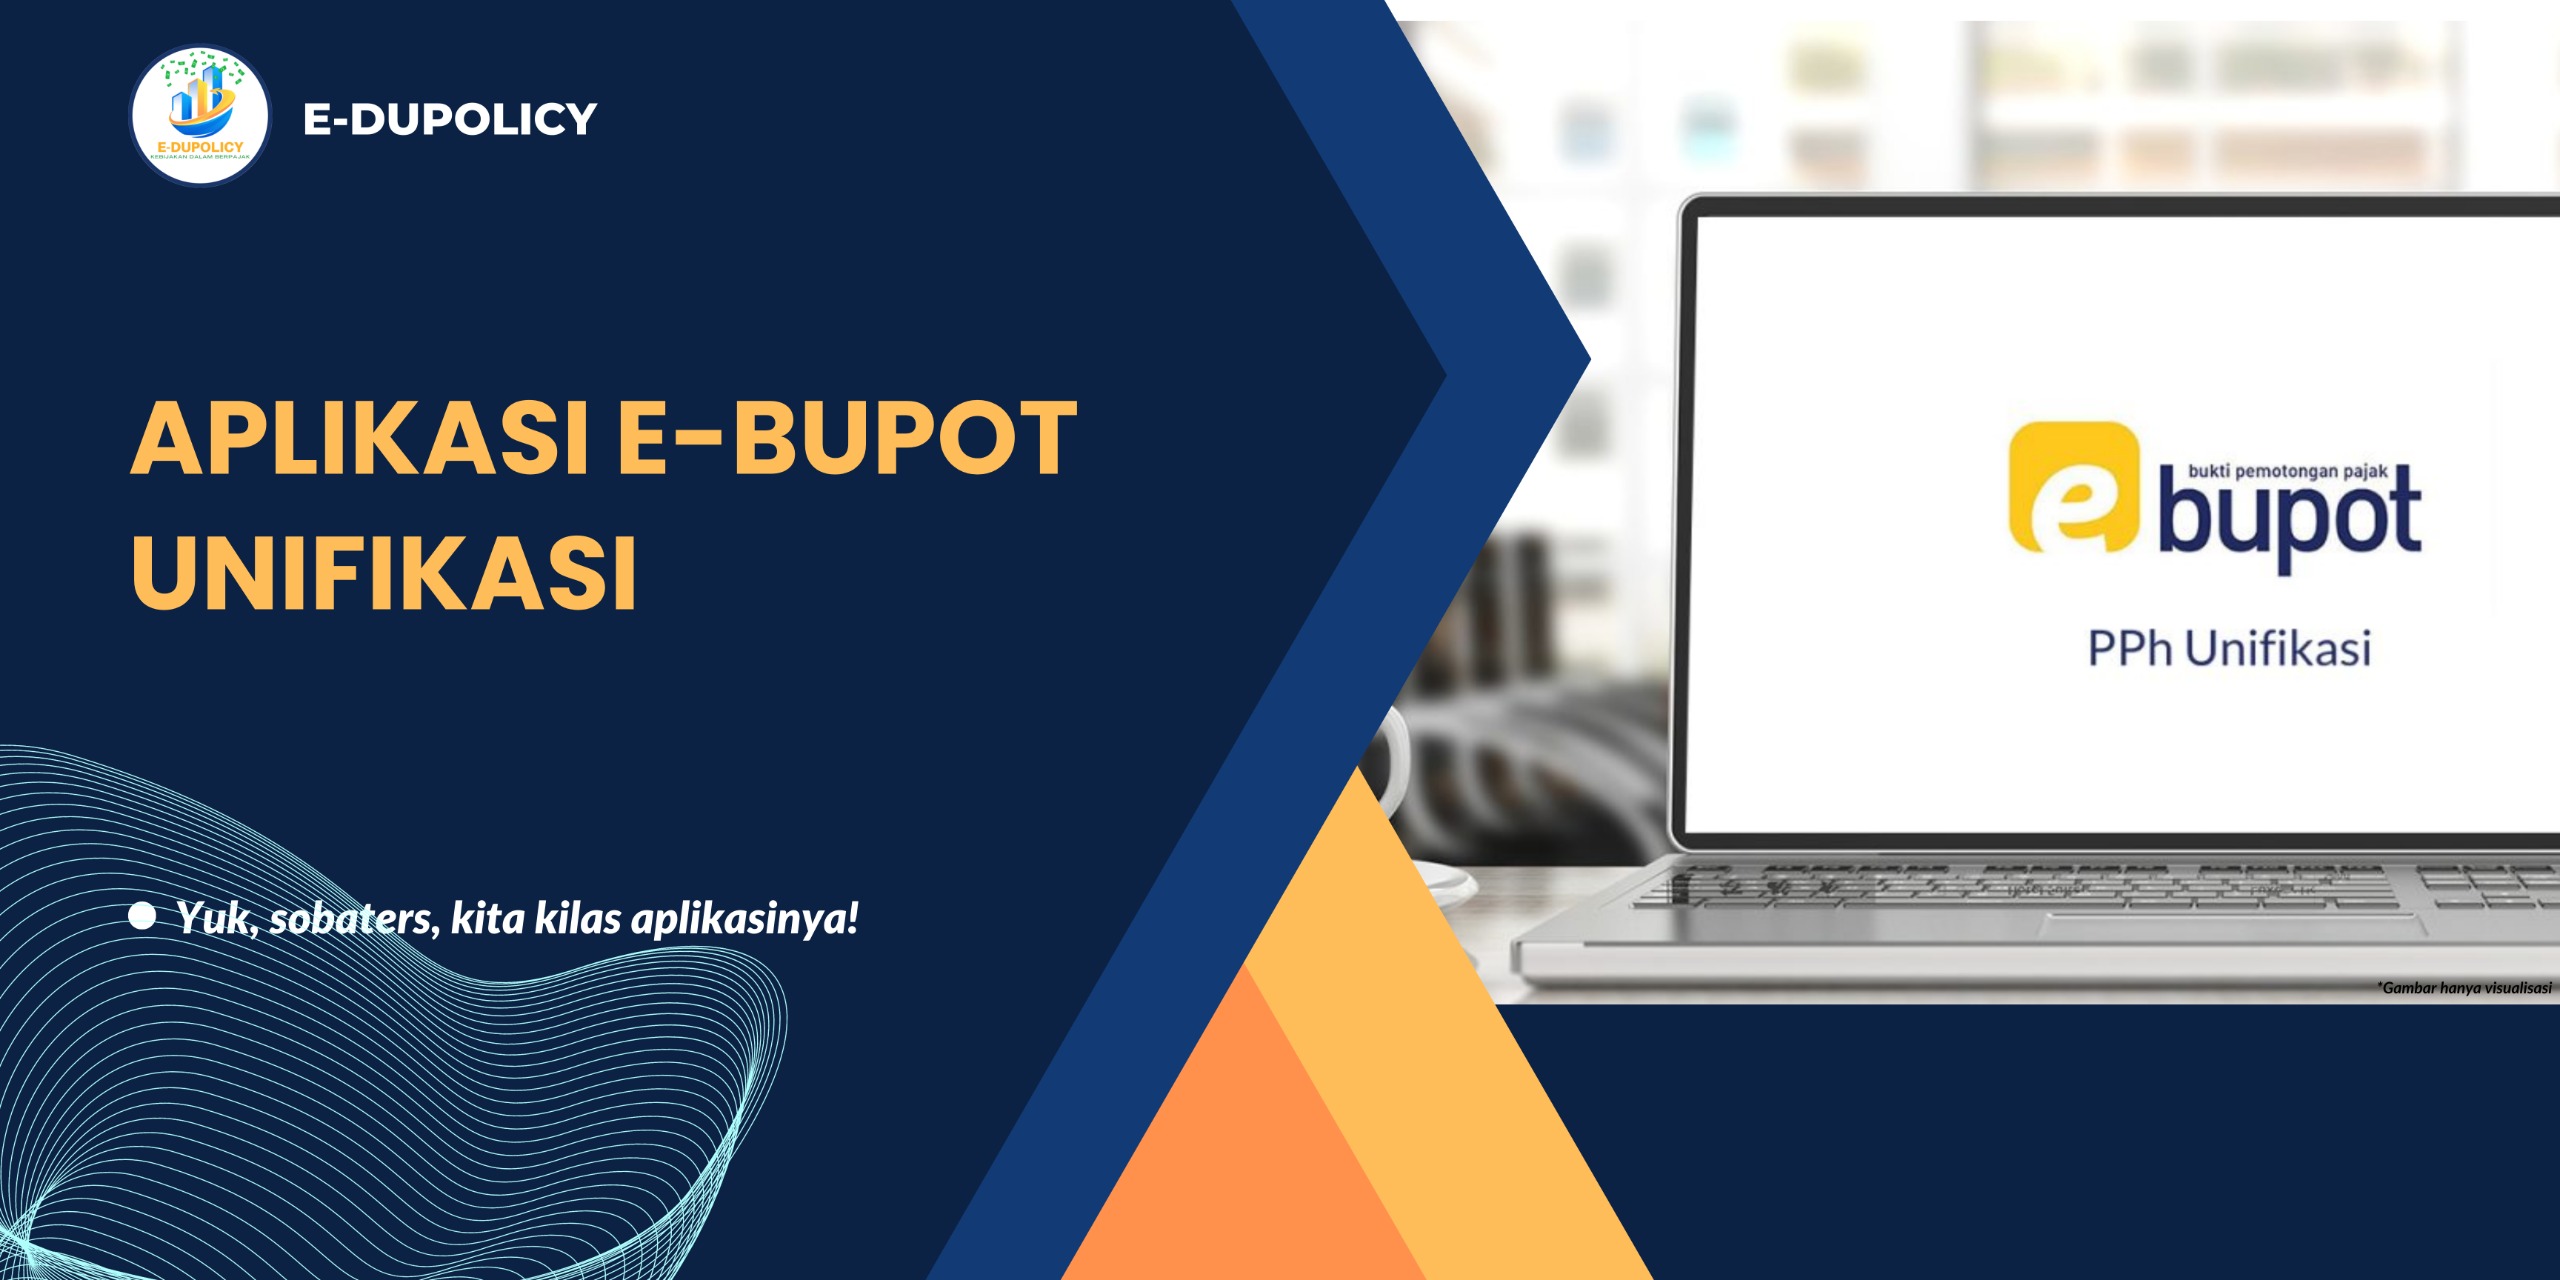 E-DUPOLICY
KEBIJAKAN DALAM BERPAJAK
E-DUPOLICY
APLIKASI E-BUPOT
UNIFIKASI
Yuk, sobaters, kita kilas aplikasinya!
bukti pemotongan pajak
e bupot
PPh Unifikasi
*Gambar hanya visualisasi